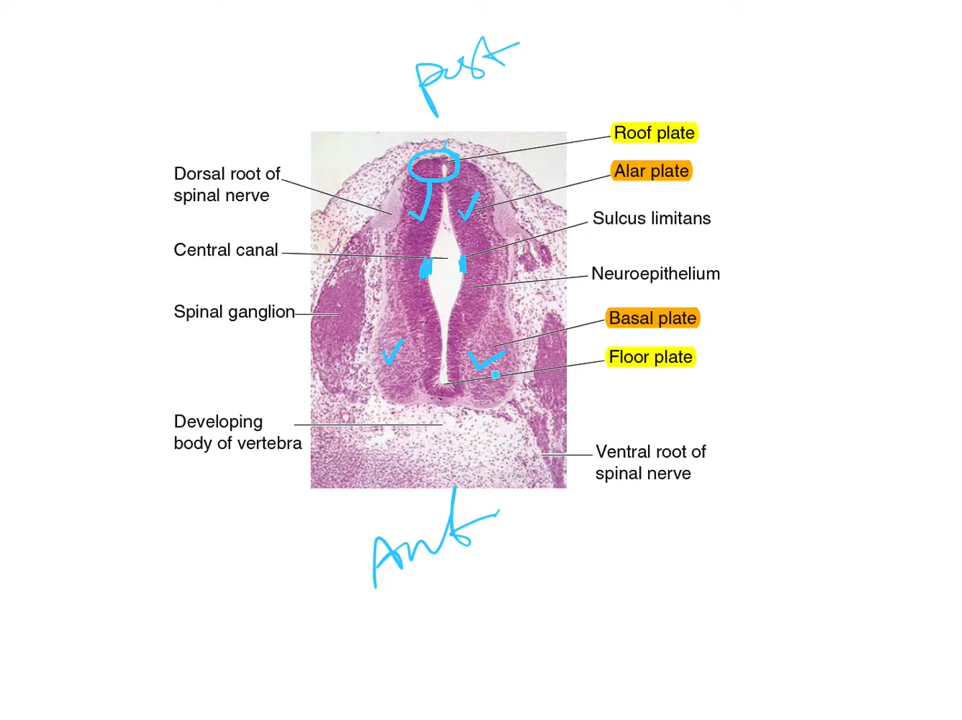 post
Roof plate
Alar plate
Dorsal root of
spinal nerve
Sulcus limitans
Central canal
Neuroepithelium
Spinal ganglion
Basal plate
Floor plate
Developing
body of vertebra
Ventral root of
spinal nerve
Ant